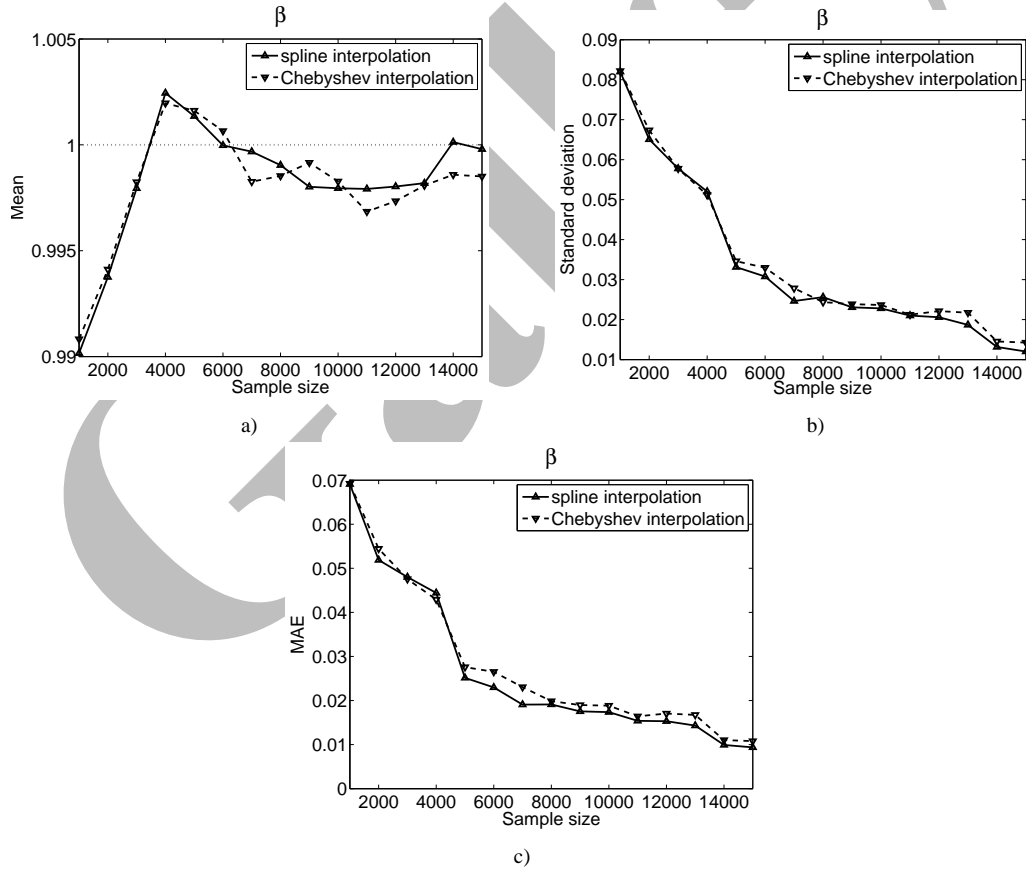 β
1.005
spline interpolation
Chebyshev interpolation
1
Mean
0.995
0.99
2000 4000 6000 8000 10000 12000 14000
Sample size
a)
β
0.09
spline interpolation
Chebyshev interpolation
0.08
0.07
0.06
Standard deviation
0.05
0.04
0.03
0.02
0.01
2000 4000 6000 8000 10000 12000 14000
Sample size
b)
β
0.07
spline interpolation
Chebyshev interpolation
0.06
0.05
0.04
MAE
0.03
0.02
0.01
0
2000 4000 6000 8000 10000 12000 14000
Sample size
c)